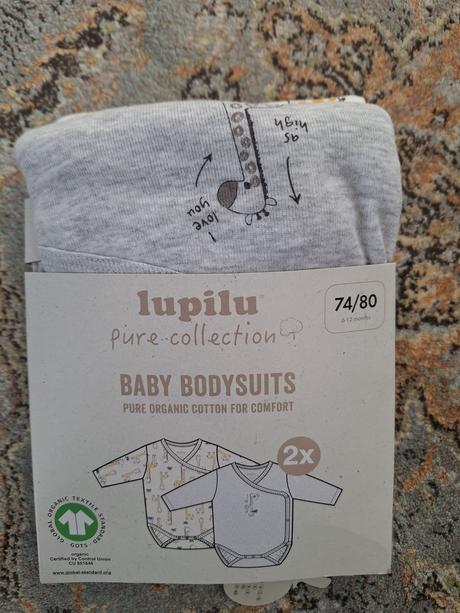 as
high
I
love
you
lupilu®
pure collection
74/80
6-12 months
BABY BODYSUITS
PURE ORGANIC COTTON FOR COMFORT
2x
GLOBAL ORGANIC TEXTILE STANDARD · GOTS ·
organic
Certified by Control Union
CU 851646
www.global-standard.org